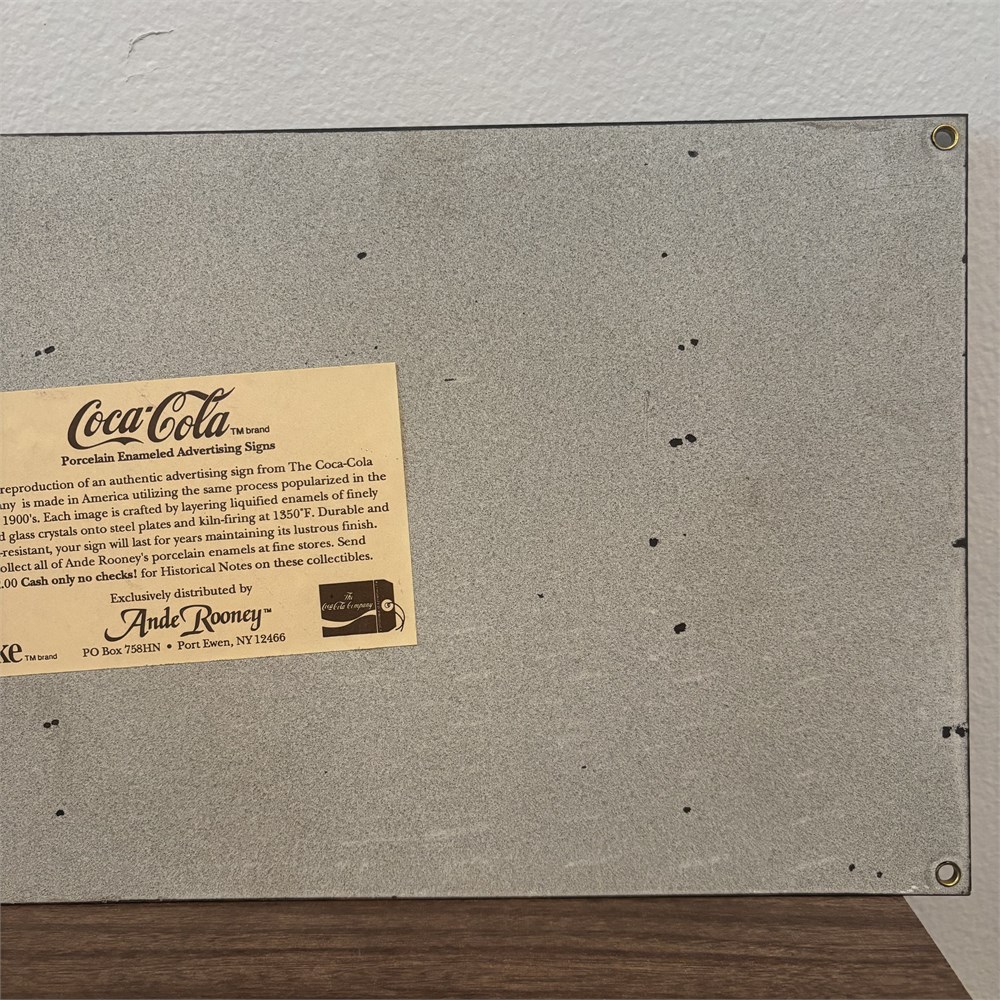 Coca-Cola TM brand
Porcelain Enameled Advertising Signs
reproduction of an authentic advertising sign from The Coca-Cola
ny is made in America utilizing the same process popularized in the
1900's. Each image is crafted by layering liquified enamels of finely
d glass crystals onto steel plates and kiln-firing at 1350°F. Durable and
-resistant, your sign will last for years maintaining its lustrous finish.
ollect all of Ande Rooney's porcelain enamels at fine stores. Send
.00 Cash only no checks! for Historical Notes on these collectibles.
Exclusively distributed by
Ande Rooney™
PO Box 758HN • Port Ewen, NY 12466
ke TM brand
The
Coca-Cola Company